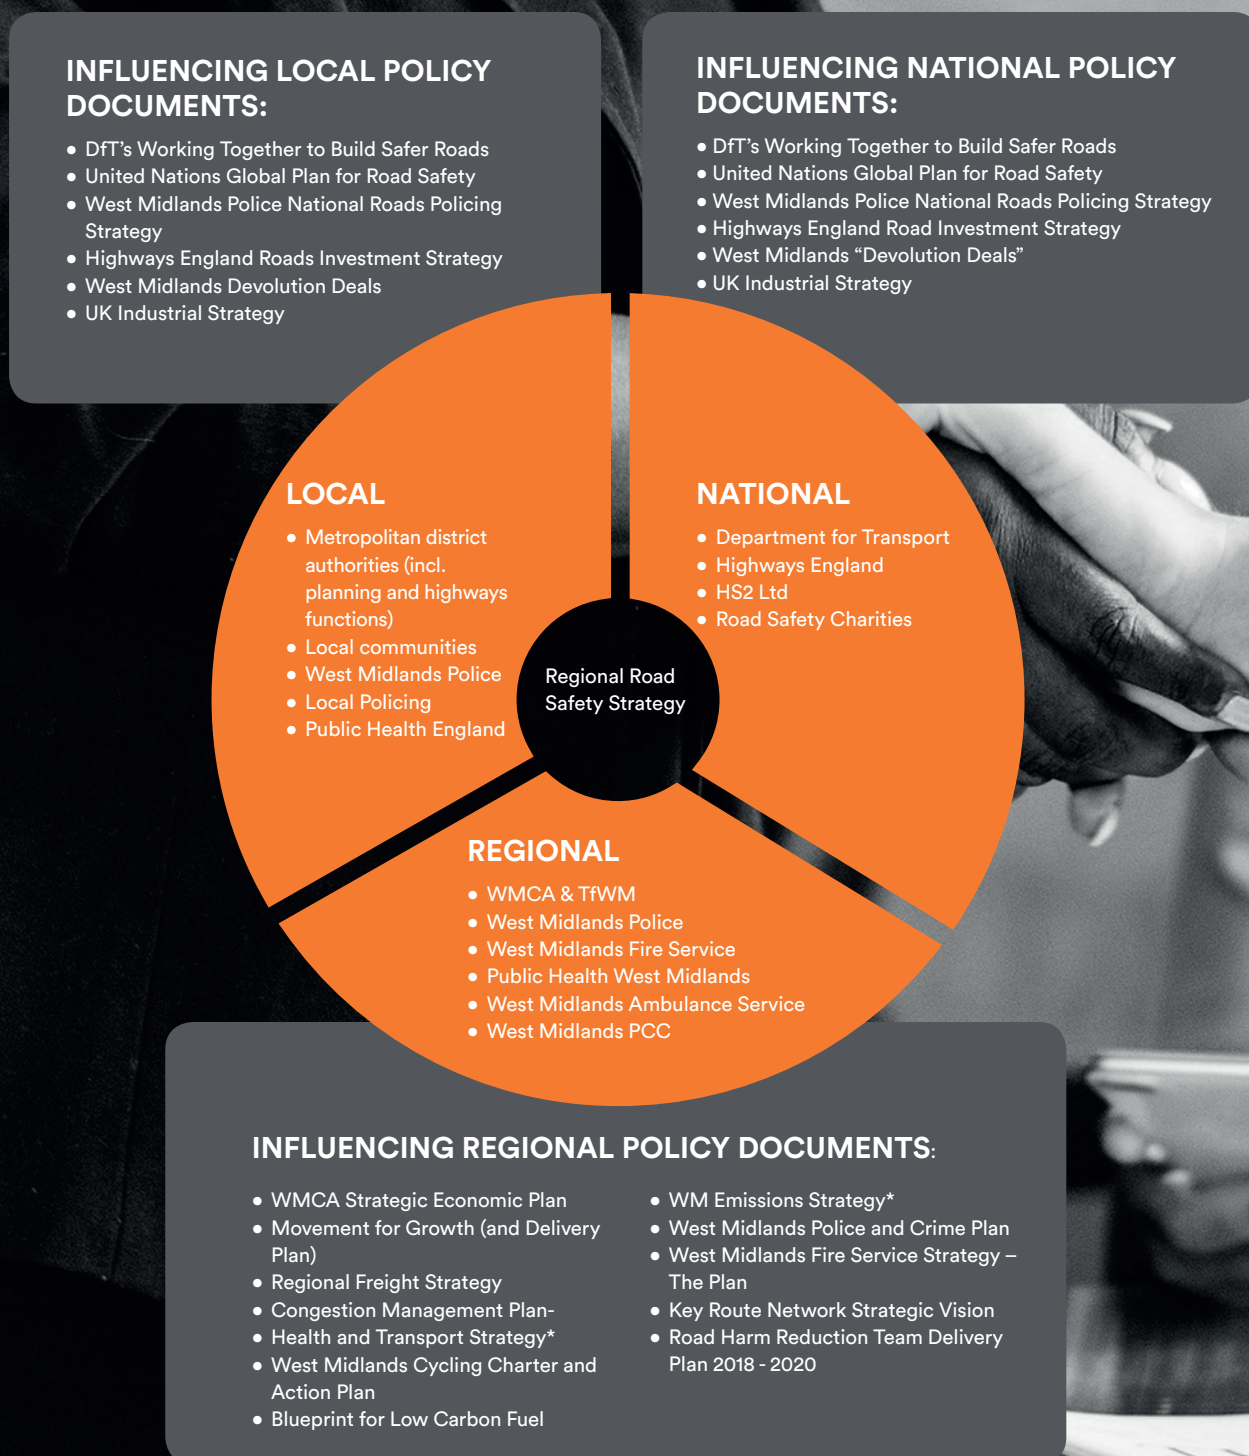 INFLUENCING LOCAL POLICY
DOCUMENTS:
● DfT’s Working Together to Build Safer Roads
● United Nations Global Plan for Road Safety
● West Midlands Police National Roads Policing
Strategy
● Highways England Roads Investment Strategy
● West Midlands Devolution Deals
● UK Industrial Strategy
INFLUENCING NATIONAL POLICY
DOCUMENTS:
● DfT’s Working Together to Build Safer Roads
● United Nations Global Plan for Road Safety
● West Midlands Police National Roads Policing Strategy
● Highways England Road Investment Strategy
● West Midlands “Devolution Deals”
● UK Industrial Strategy
LOCAL
● Metropolitan district
authorities (incl.
planning and highways
functions)
● Local communities
● West Midlands Police
● Local Policing
● Public Health England
NATIONAL
● Department for Transport
● Highways England
● HS2 Ltd
● Road Safety Charities
Regional Road
Safety Strategy
REGIONAL
● WMCA & TfWM
● West Midlands Police
● West Midlands Fire Service
● Public Health West Midlands
● West Midlands Ambulance Service
● West Midlands PCC
INFLUENCING REGIONAL POLICY DOCUMENTS:
● WMCA Strategic Economic Plan
● Movement for Growth (and Delivery
Plan)
● Regional Freight Strategy
● Congestion Management Plan-
● Health and Transport Strategy*
● West Midlands Cycling Charter and
Action Plan
● Blueprint for Low Carbon Fuel
● WM Emissions Strategy*
● West Midlands Police and Crime Plan
● West Midlands Fire Service Strategy –
The Plan
● Key Route Network Strategic Vision
● Road Harm Reduction Team Delivery
Plan 2018 - 2020